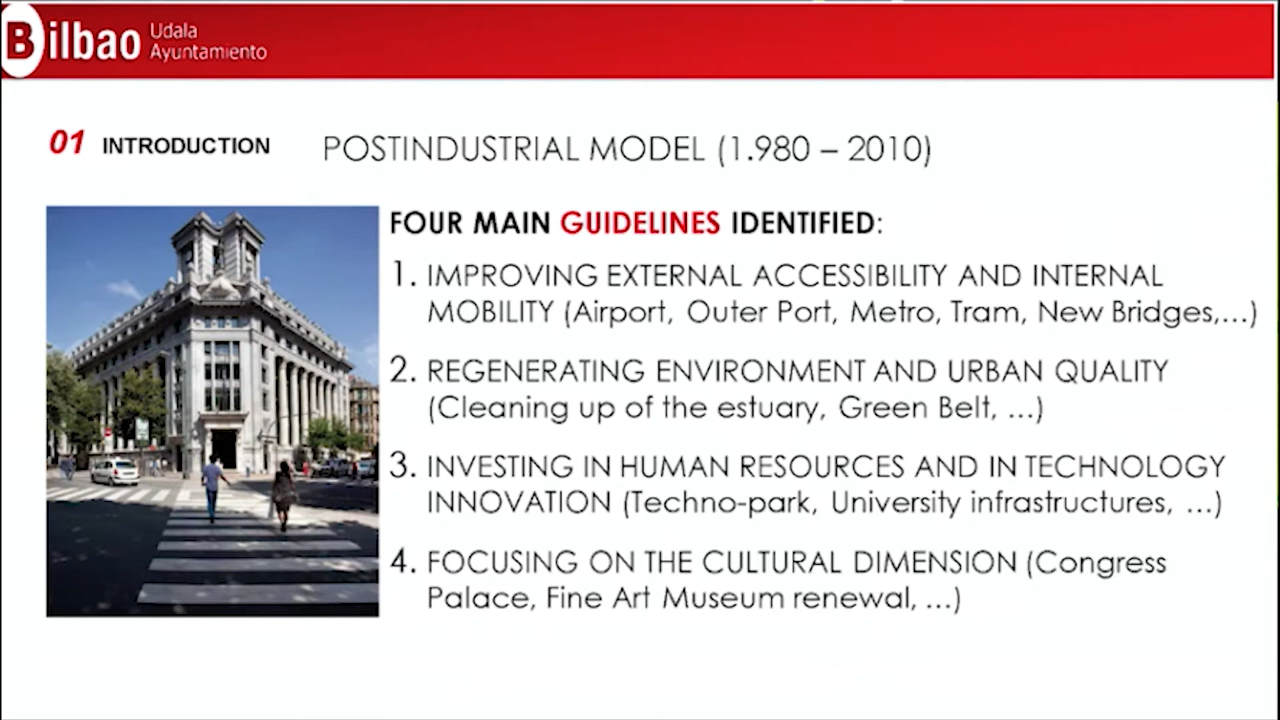 Bilbao Udala
Ayuntamiento
01 INTRODUCTION POSTINDUSTRIAL MODEL (1.980 – 2010)
FOUR MAIN GUIDELINES IDENTIFIED:
1. IMPROVING EXTERNAL ACCESSIBILITY AND INTERNAL
MOBILITY (Airport, Outer Port, Metro, Tram, New Bridges,...)
2. REGENERATING ENVIRONMENT AND URBAN QUALITY
(Cleaning up of the estuary, Green Belt, ...)
3. INVESTING IN HUMAN RESOURCES AND IN TECHNOLOGY
INNOVATION (Techno-park, University infrastructures, ...)
4. FOCUSING ON THE CULTURAL DIMENSION (Congress
Palace, Fine Art Museum renewal, ...)